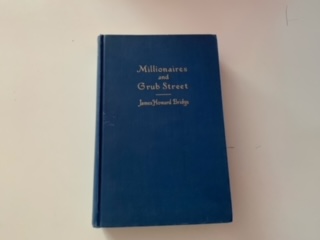 Millionaires
and
Grub Street
James Howard Bridge